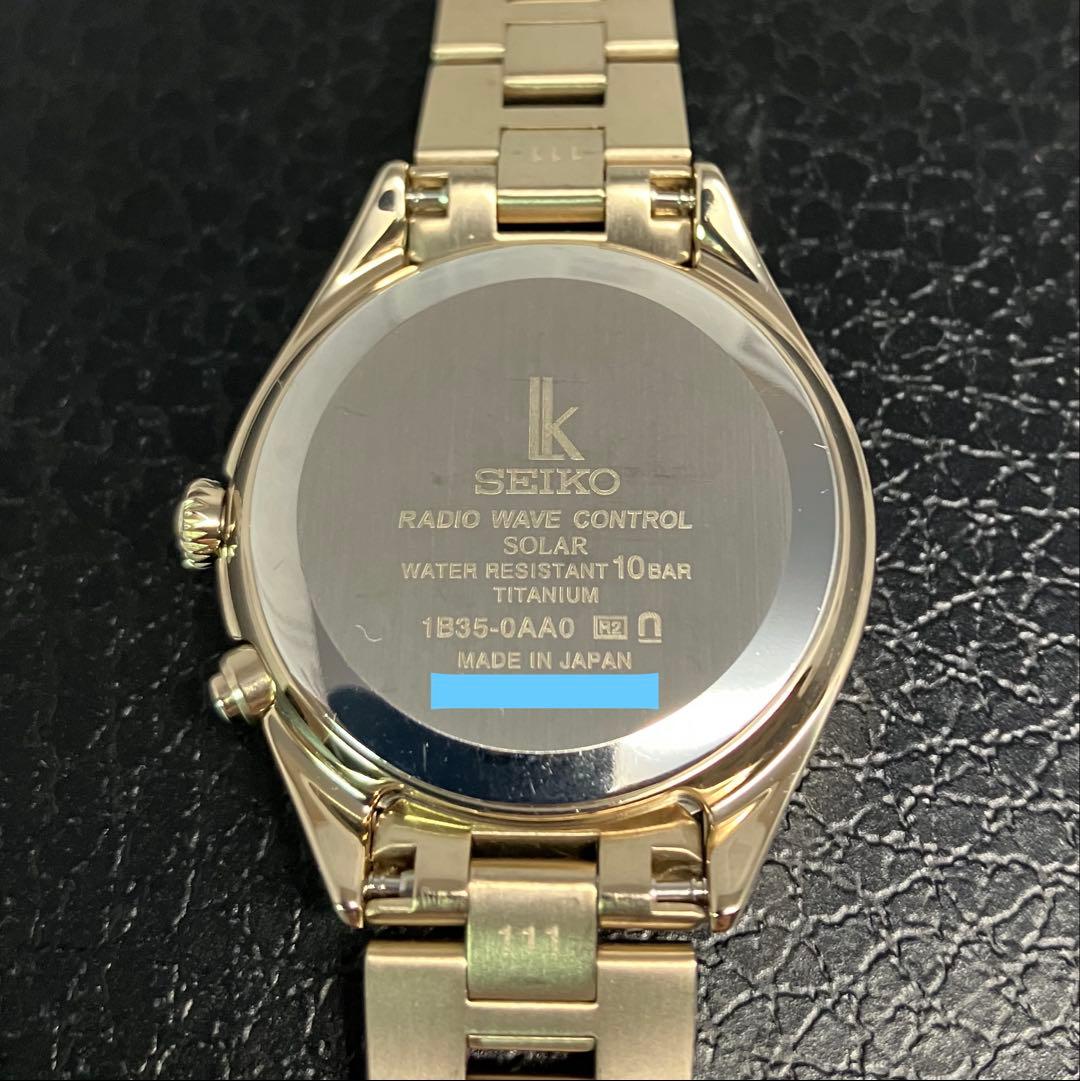 111
lk
SEIKO
RADIO WAVE CONTROL
SOLAR
WATER RESISTANT 10 BAR
TITANIUM
1B35-0AA0 R2
MADE IN JAPAN
111